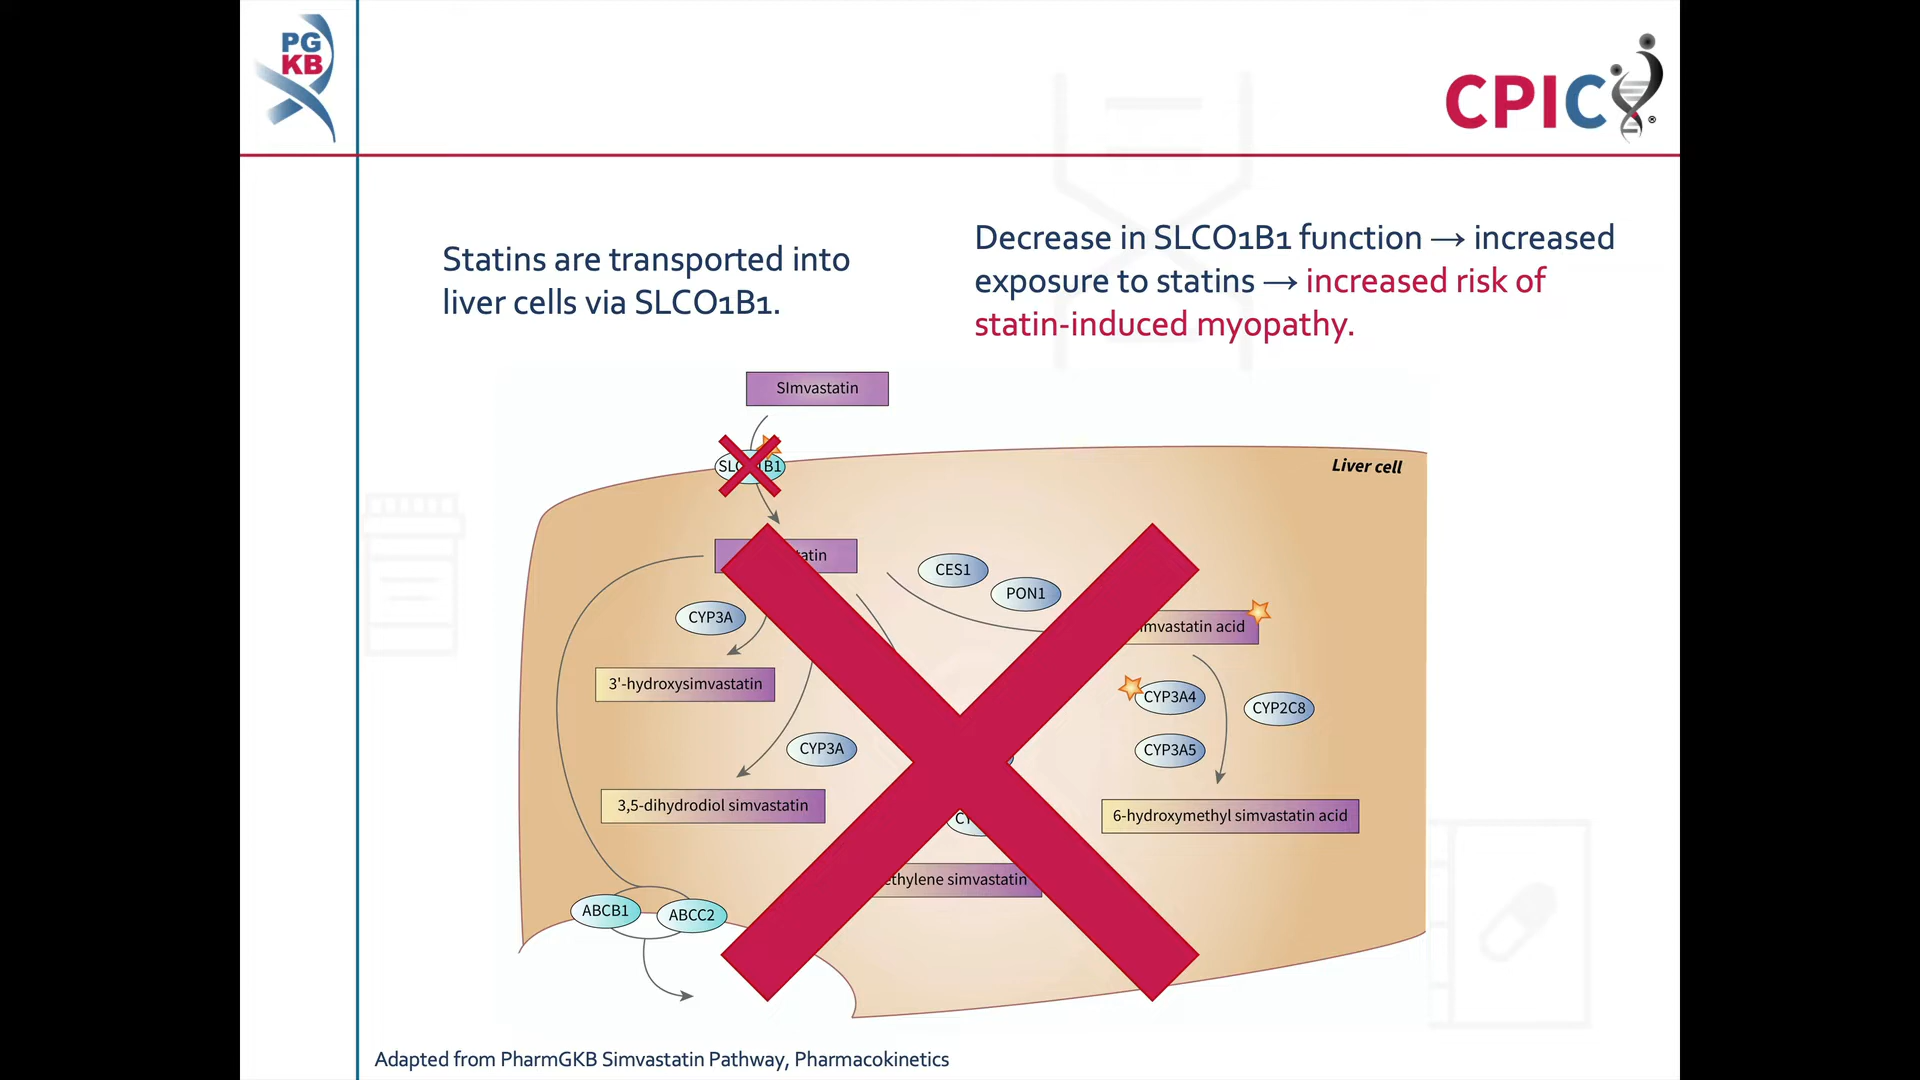 PG
KB
CPIC®
Statins are transported into
liver cells via SLCO1B1.
Decrease in SLCO1B1 function → increased
exposure to statins → increased risk of
statin-induced myopathy.
SImvastatin
Liver cell
CES1
PON1
CYP3A
3'-hydroxysimvastatin
CYP3A4
CYP2C8
CYP3A
CYP3A5
3,5-dihydrodiol simvastatin
6-hydroxymethyl simvastatin acid
simvastatin
acid
ABCB1
ABCC2
Adapted from PharmGKB Simvastatin Pathway, Pharmacokinetics